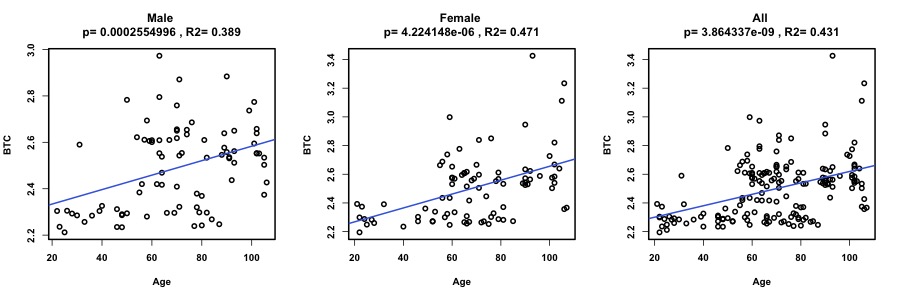 Male
p= 0.0002554996 , R2= 0.389
BTC
3.0
2.8
2.6
2.4
2.2
20 40 60 80 100
Age
Female
p= 4.224148e-06 , R2= 0.471
BTC
3.4
3.2
3.0
2.8
2.6
2.4
2.2
20 40 60 80 100
Age
All
p= 3.864337e-09 , R2= 0.431
BTC
3.4
3.2
3.0
2.8
2.6
2.4
2.2
20 40 60 80 100
Age